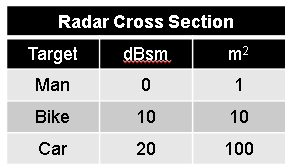 Radar Cross Section
Target dBsm m²
Man 0 1
Bike 10 10
Car 20 100